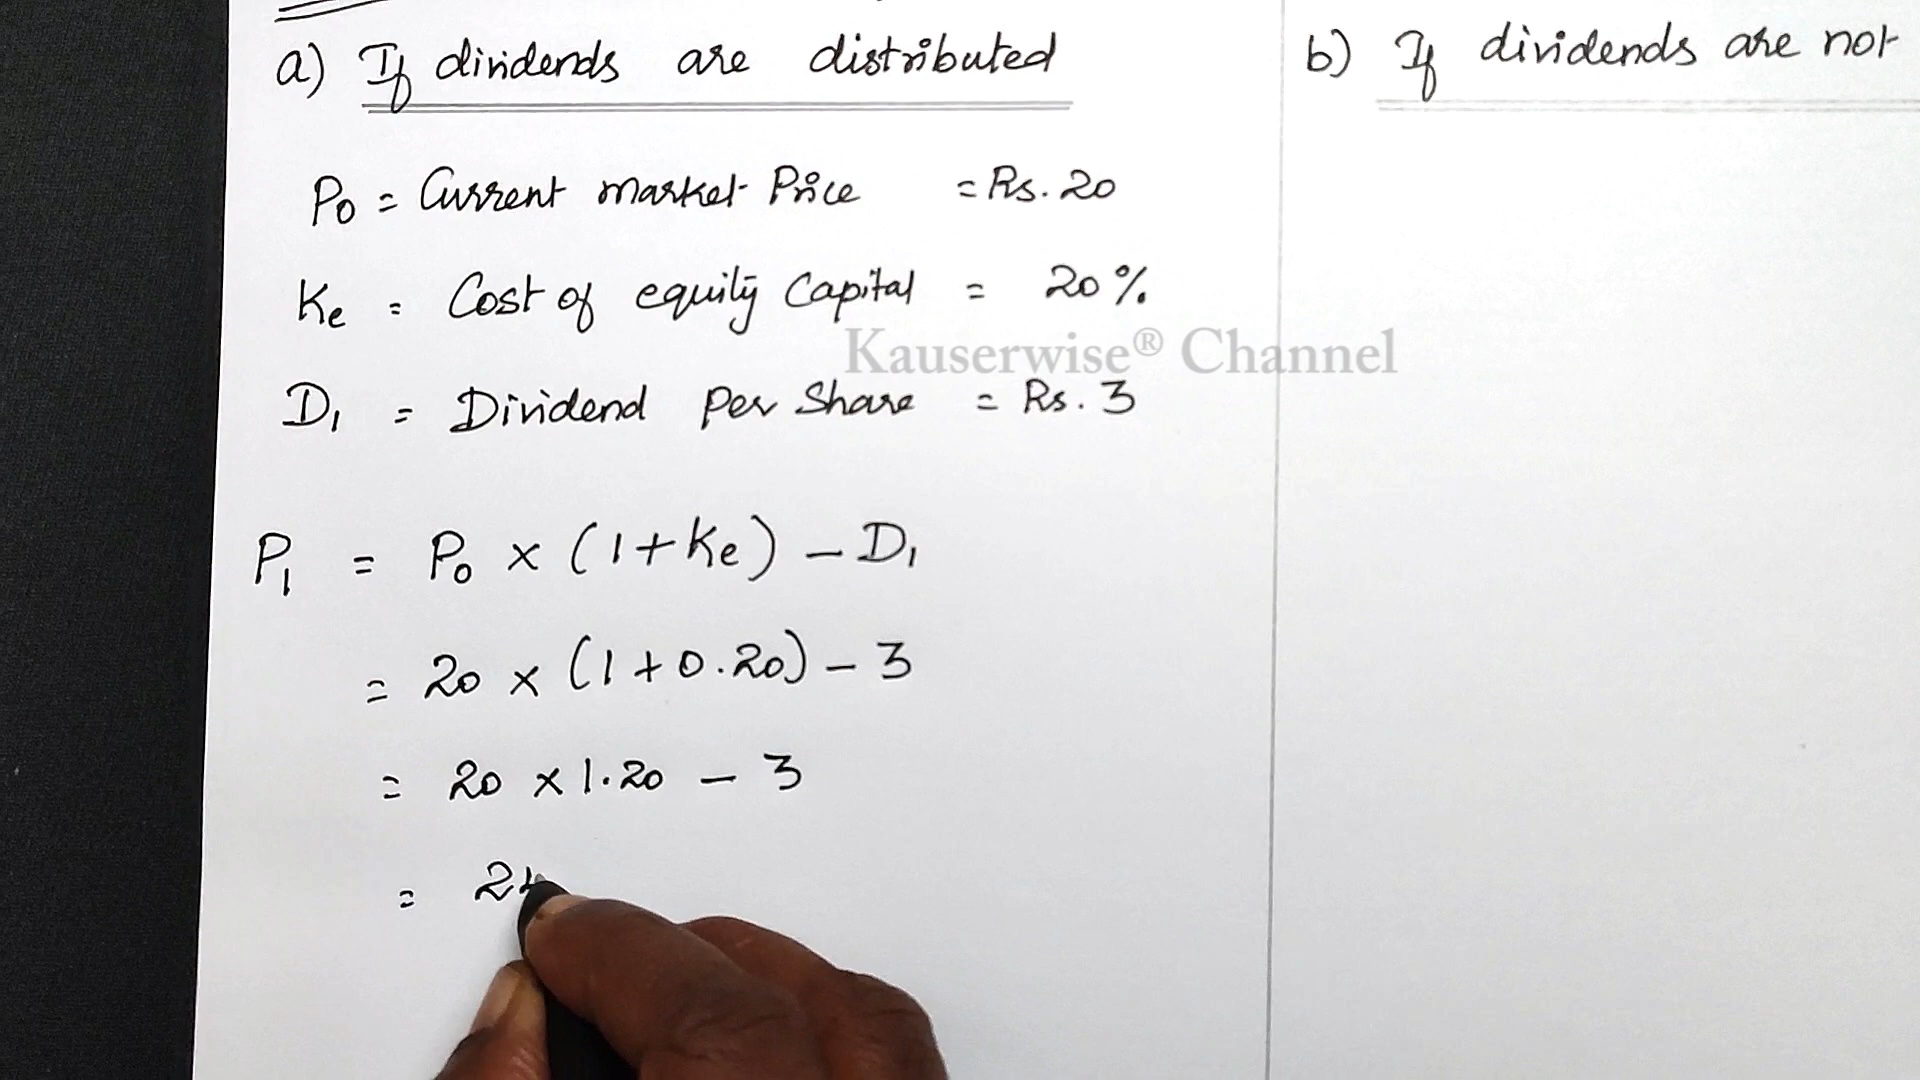 a) If dividends are distributed
P0 = Current market Price = Rs. 20
Ke = Cost of equity Capital = 20%
D1 = Dividend per Share = Rs. 3
P1 = P0 × (1+Ke) – D1
= 20 × (1+0.20) – 3
= 20 × 1.20 – 3
= 24
b) If dividends are not
Kauserwise® Channel